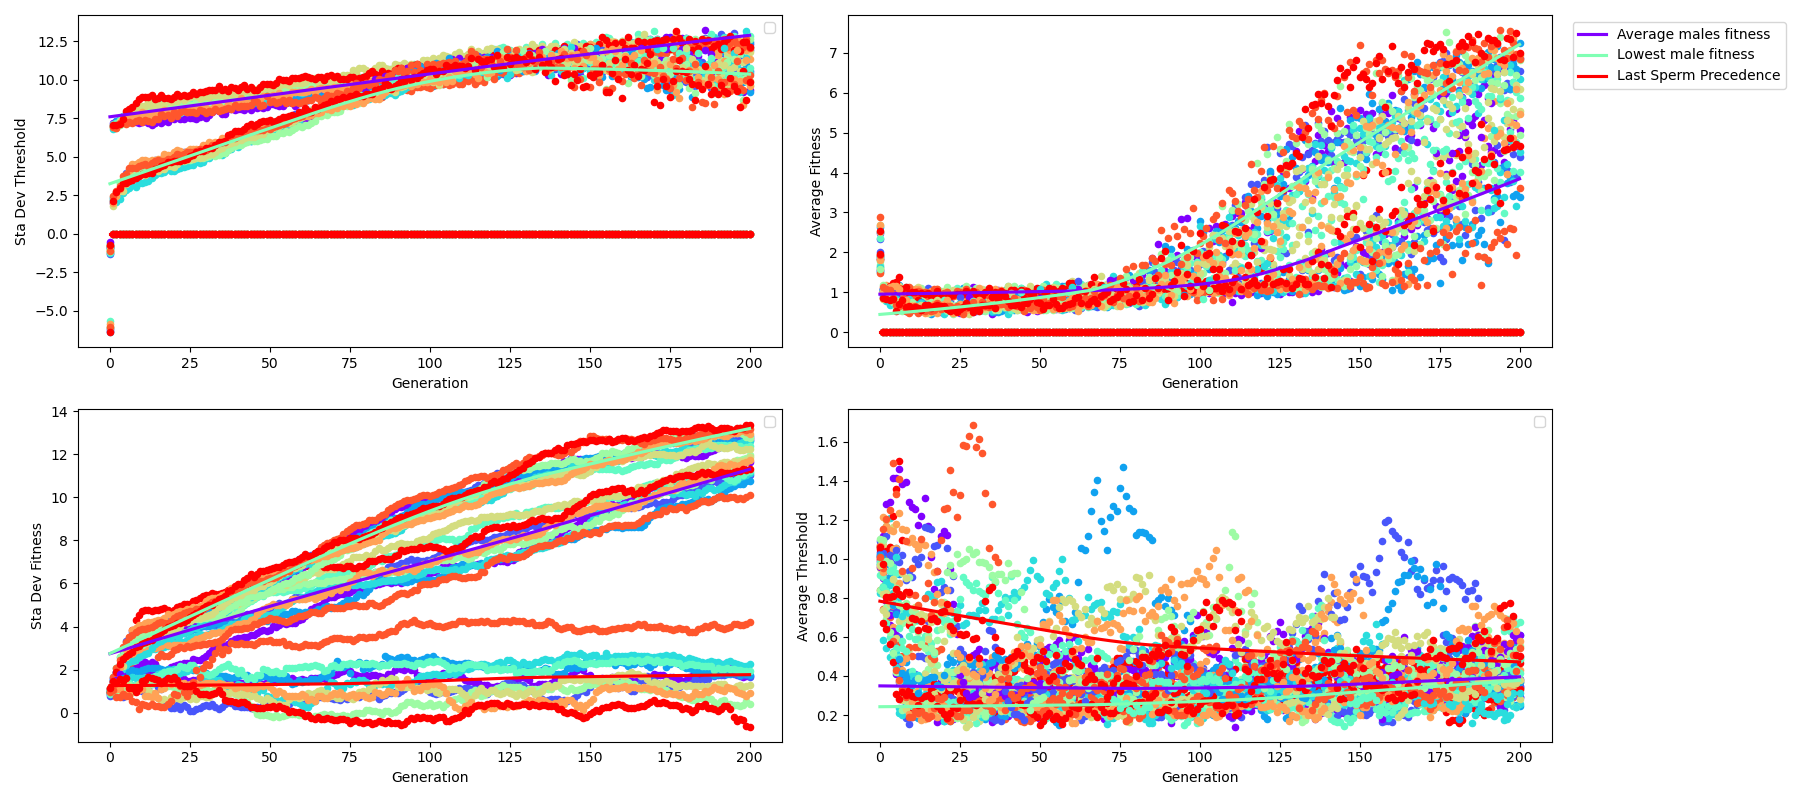 12.5
10.0
7.5
5.0
2.5
0.0
−2.5
−5.0
Sta Dev Threshold
0 25 50 75 100 125 150 175 200
Generation
7
6
5
4
3
2
1
0
Average Fitness
0 25 50 75 100 125 150 175 200
Generation
Average males fitness
Lowest male fitness
Last Sperm Precedence
14
12
10
8
6
4
2
0
Sta Dev Fitness
0 25 50 75 100 125 150 175 200
Generation
1.6
1.4
1.2
1.0
0.8
0.6
0.4
0.2
Average Threshold
0 25 50 75 100 125 150 175 200
Generation